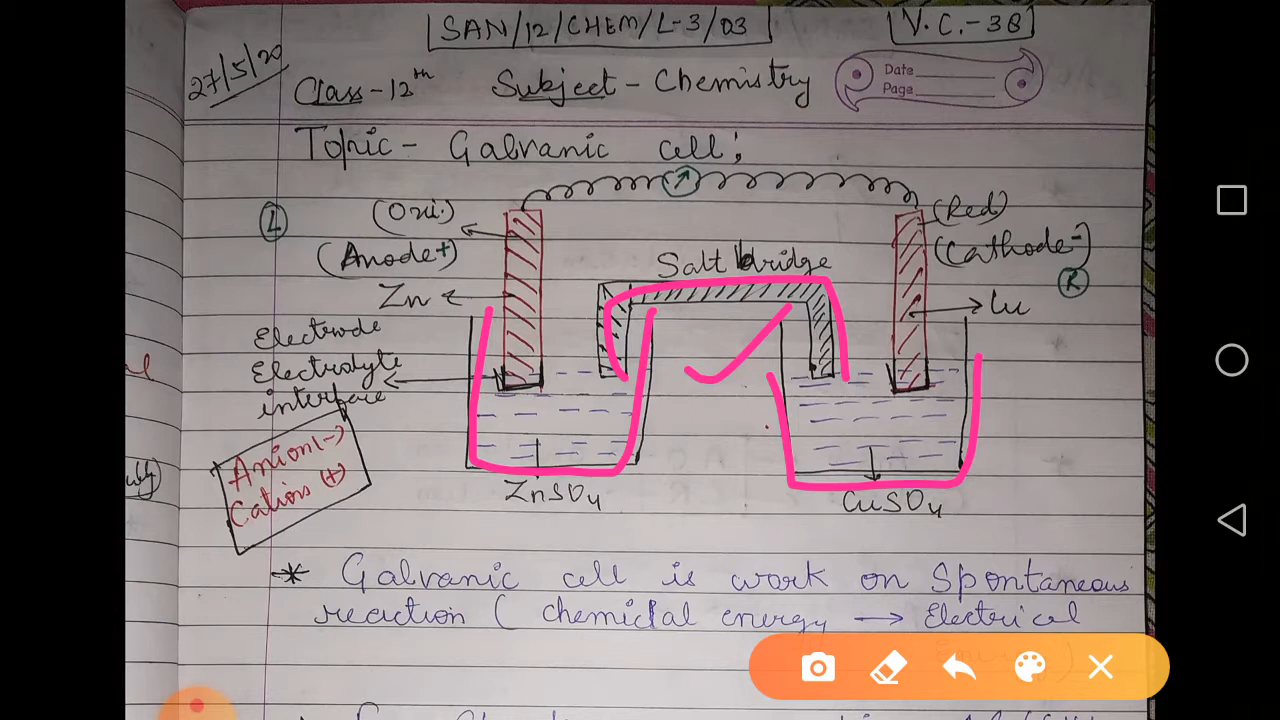 SAN/12/CHEM/L-3/03
V.C.-38
27/5/20
Class-12th Subject - Chemistry
Date
Page
Topic - Galvanic cell;
L
(Oxi.)
(Red)
(Anode+)
(Cathode-)
R
Salt bridge
Zn
Cu
Electrode
Electrolyte
interface
Anion(-)
Cations (+)
ZnSO4
CuSO4
* Galvanic cell is work on Spontaneous
reaction ( chemical energy → Electrical